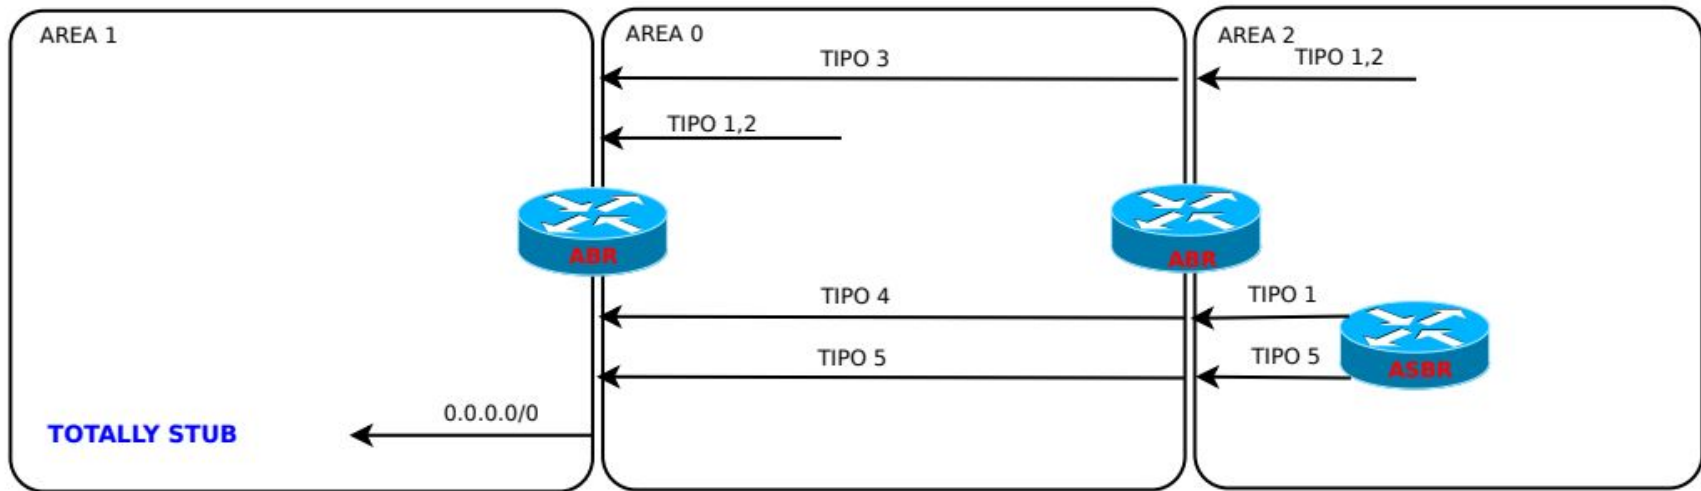 AREA 1
AREA 0
AREA 2
TIPO 3
TIPO 1,2
TIPO 1,2
ABR
ABR
TIPO 4
TIPO 1
TIPO 5
TIPO 5
ASBR
0.0.0.0/0
TOTALLY STUB